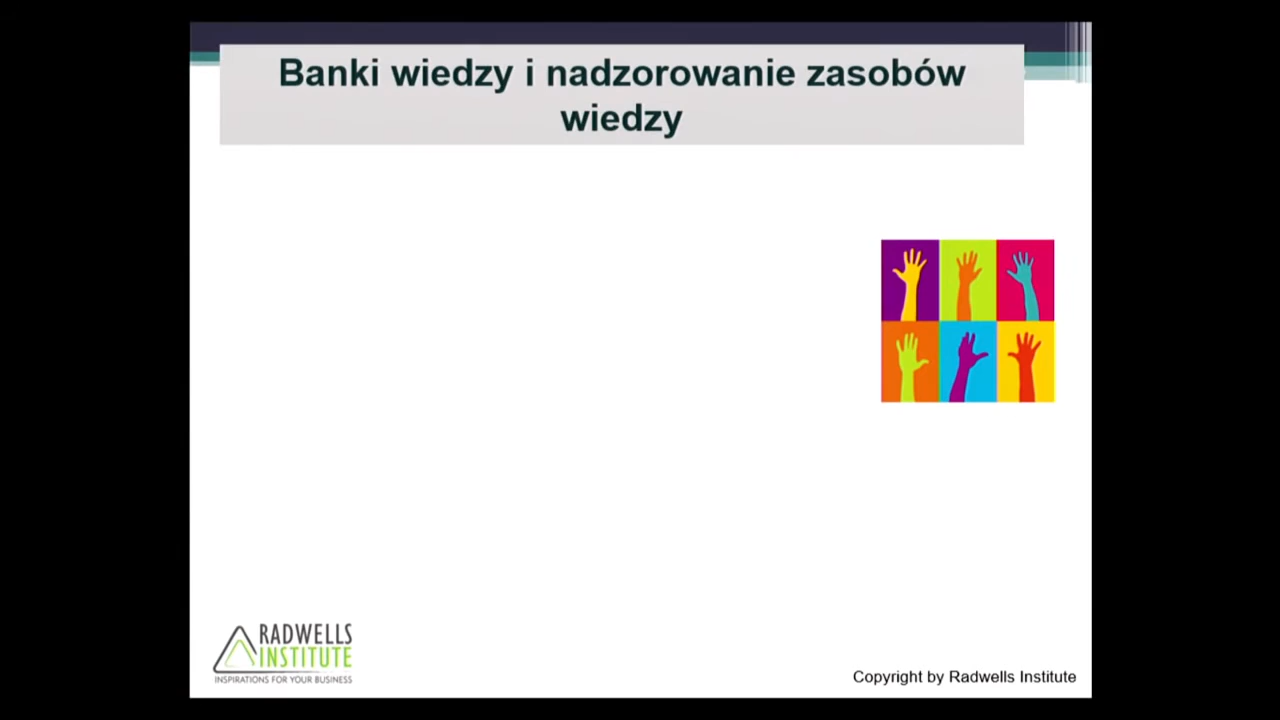 Banki wiedzy i nadzorowanie zasobów
wiedzy
RADWELLS
INSTITUTE
INSPIRATIONS FOR YOUR BUSINESS
Copyright by Radwells Institute